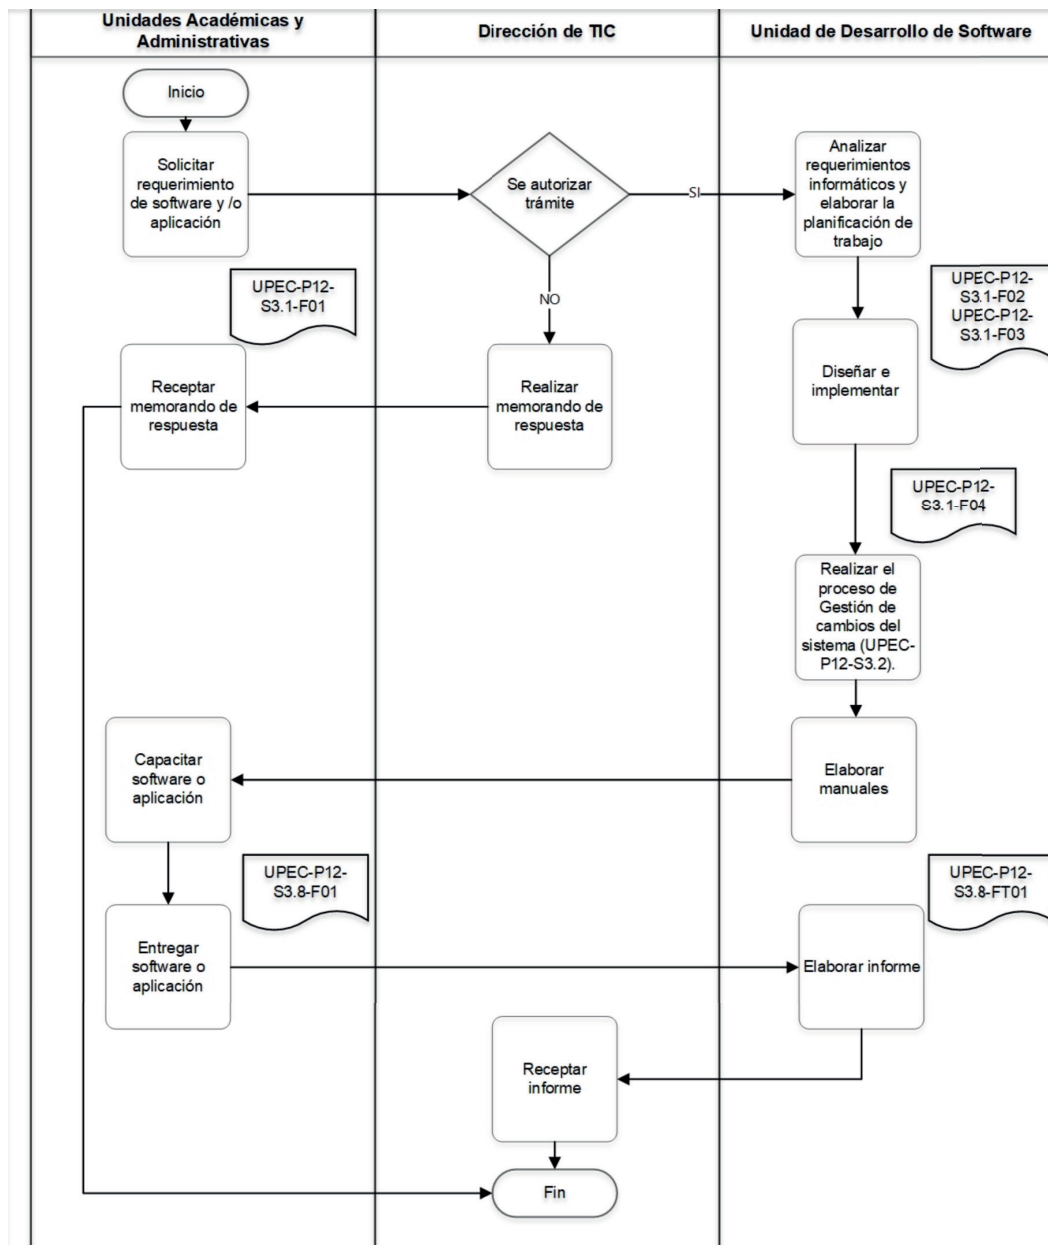 Unidades Académicas y
Administrativas
Dirección de TIC
Unidad de Desarrollo de Software
Inicio
Solicitar
requerimiento
de software y /o
aplicación
Se autorizar
trámite
SI
Analizar
requerimientos
informáticos y
elaborar la
planificación de
trabajo
UPEC-P12-
S3.1-F01
NO
UPEC-P12-
S3.1-F02
UPEC-P12-
S3.1-F03
Receptar
memorando de
respuesta
Realizar
memorando de
respuesta
Diseñar e
implementar
UPEC-P12-
S3.1-F04
Realizar el
proceso de
Gestión de
cambios del
sistema (UPEC-
P12-S3.2).
Capacitar
software o
aplicación
Elaborar
manuales
UPEC-P12-
S3.8-F01
UPEC-P12-
S3.8-FT01
Entregar
software o
aplicación
Elaborar informe
Receptar
informe
Fin